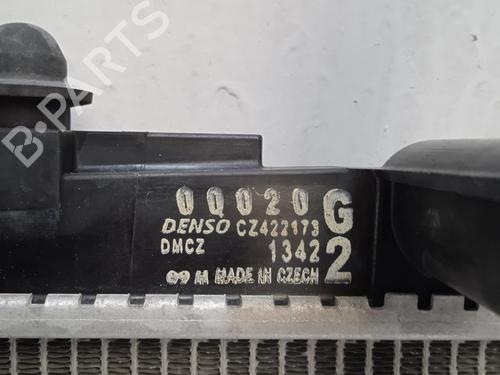 B-PARTS
00020 G
DENSO CZ422173
DMCZ 1342 2
M MADE IN CZECH